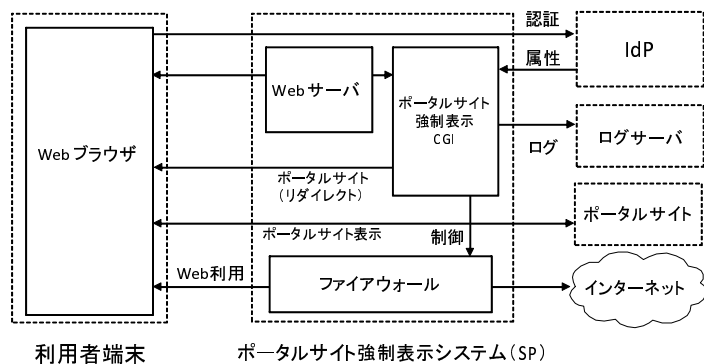 認証
IdP
属性
Webサーバ
ポータルサイト
強制表示
CGI
Webブラウザ
ログ
ログサーバ
ポータルサイト
(リダイレクト)
ポータルサイト
ポータルサイト表示
制御
Web利用
ファイアウォール
インターネット
利用者端末
ポータルサイト強制表示システム(SP)